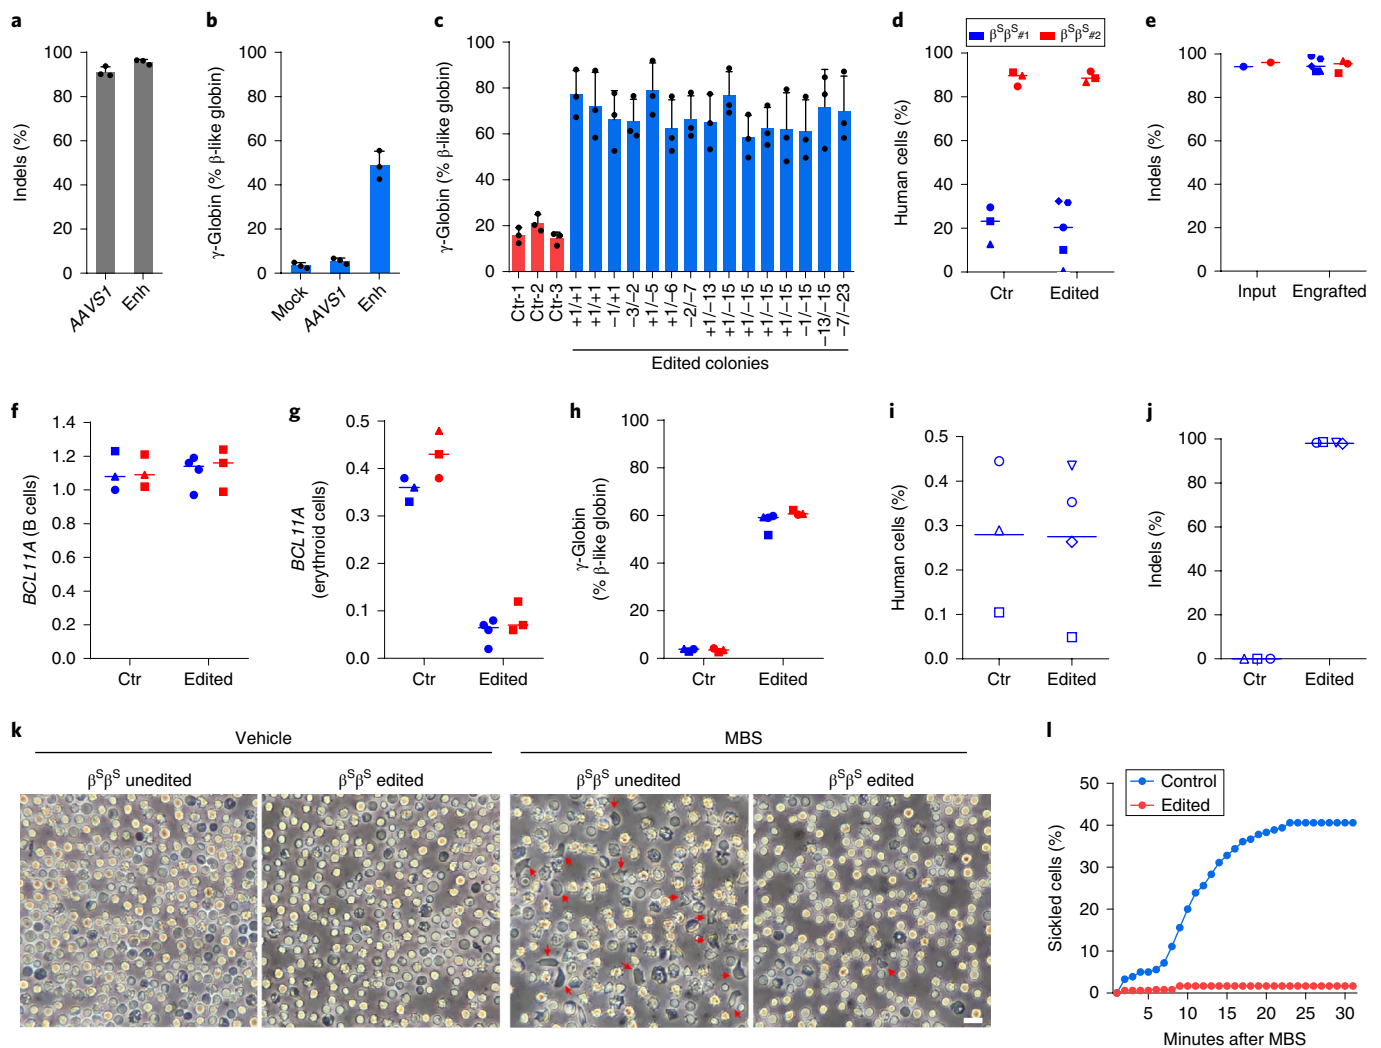 a
Indels (%)
100
80
60
40
20
0
AAVS1
Enh
b
γ-Globin (% β-like globin)
100
80
60
40
20
0
Mock
AAVS1
Enh
c
γ-Globin (% β-like globin)
100
80
60
40
20
0
Ctr-1
Ctr-2
Ctr-3
+1/+1
+1/+1
−1/+1
−3/−2
+1/−5
+1/−6
−2/−7
+1/−13
+1/−15
+1/−15
+1/−15
+1/−15
−1/−15
−13/−15
−7/−23
Edited colonies
d
βSβS#1
βSβS#2
Human cells (%)
100
80
60
40
20
0
Ctr
Edited
e
Indels (%)
100
80
60
40
20
0
Input
Engrafted
f
BCL11A (B cells)
1.4
1.2
1.0
0.8
0.6
0.4
0.2
0.0
Ctr
Edited
g
BCL11A
(erythroid cells)
0.5
0.4
0.3
0.2
0.1
0.0
Ctr
Edited
h
γ-Globin
(% β-like globin)
100
80
60
40
20
0
Ctr
Edited
i
Human cells (%)
0.5
0.4
0.3
0.2
0.1
0.0
Ctr
Edited
j
Indels (%)
100
80
60
40
20
0
Ctr
Edited
k
Vehicle
MBS
βSβS unedited
βSβS edited
βSβS unedited
βSβS edited
l
Control
Edited
Sickled cells (%)
50
40
30
20
10
0
5
10
15
20
25
30
Minutes after MBS